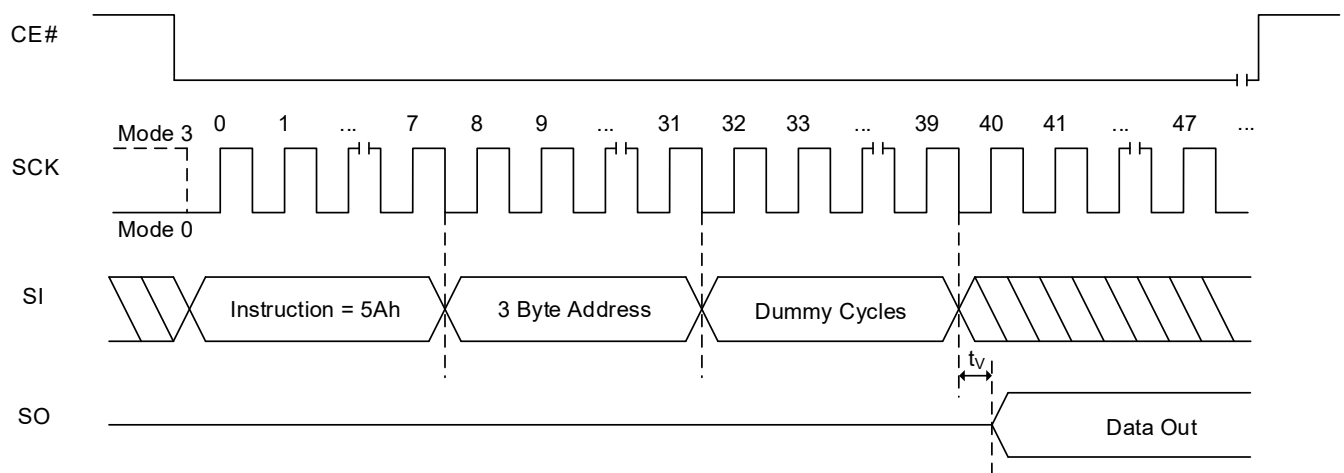 CE#
Mode 3 0 1 ... 7 8 9 ... 31 32 33 ... 39 40 41 ... 47 ...
SCK
Mode 0
SI Instruction = 5Ah 3 Byte Address Dummy Cycles
tV
SO Data Out